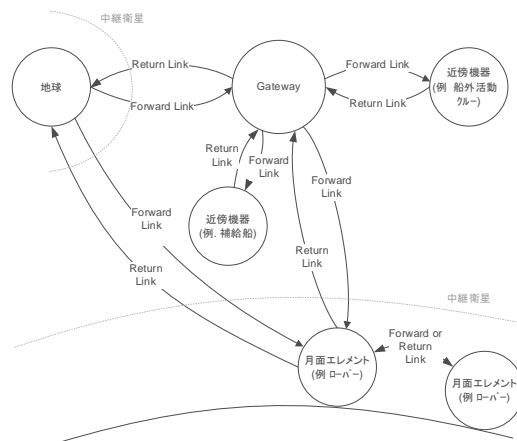 中継衛星
Return Link
Forward Link
地球
Forward Link
Gateway
Return Link
近傍機器
(例 船外活動
クルー)
Return
Link
Forward
Link
近傍機器
(例. 補給船)
Forward
Link
Return
Link
Return
Link
Forward
Link
中継衛星
Forward or
Return
Link
月面エレメント
(例 ローバー)
月面エレメント
(例 ローバー)